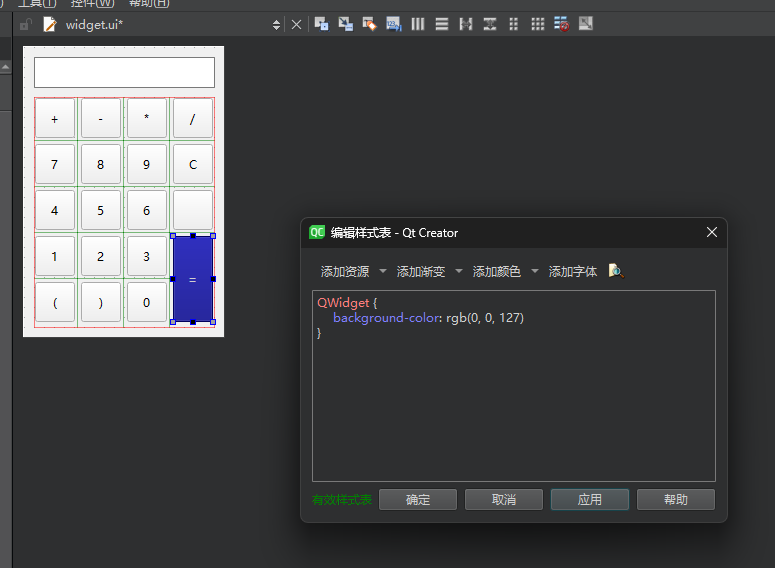 工具(T) 控件(W) 帮助(H)
widget.ui*
+ - * /
7 8 9 C
4 5 6
1 2 3
=
( ) 0
QC 编辑样式表 - Qt Creator
添加资源 添加渐变 添加颜色 添加字体
QWidget {
background-color: rgb(0, 0, 127)
}
有效样式表 确定 取消 应用 帮助